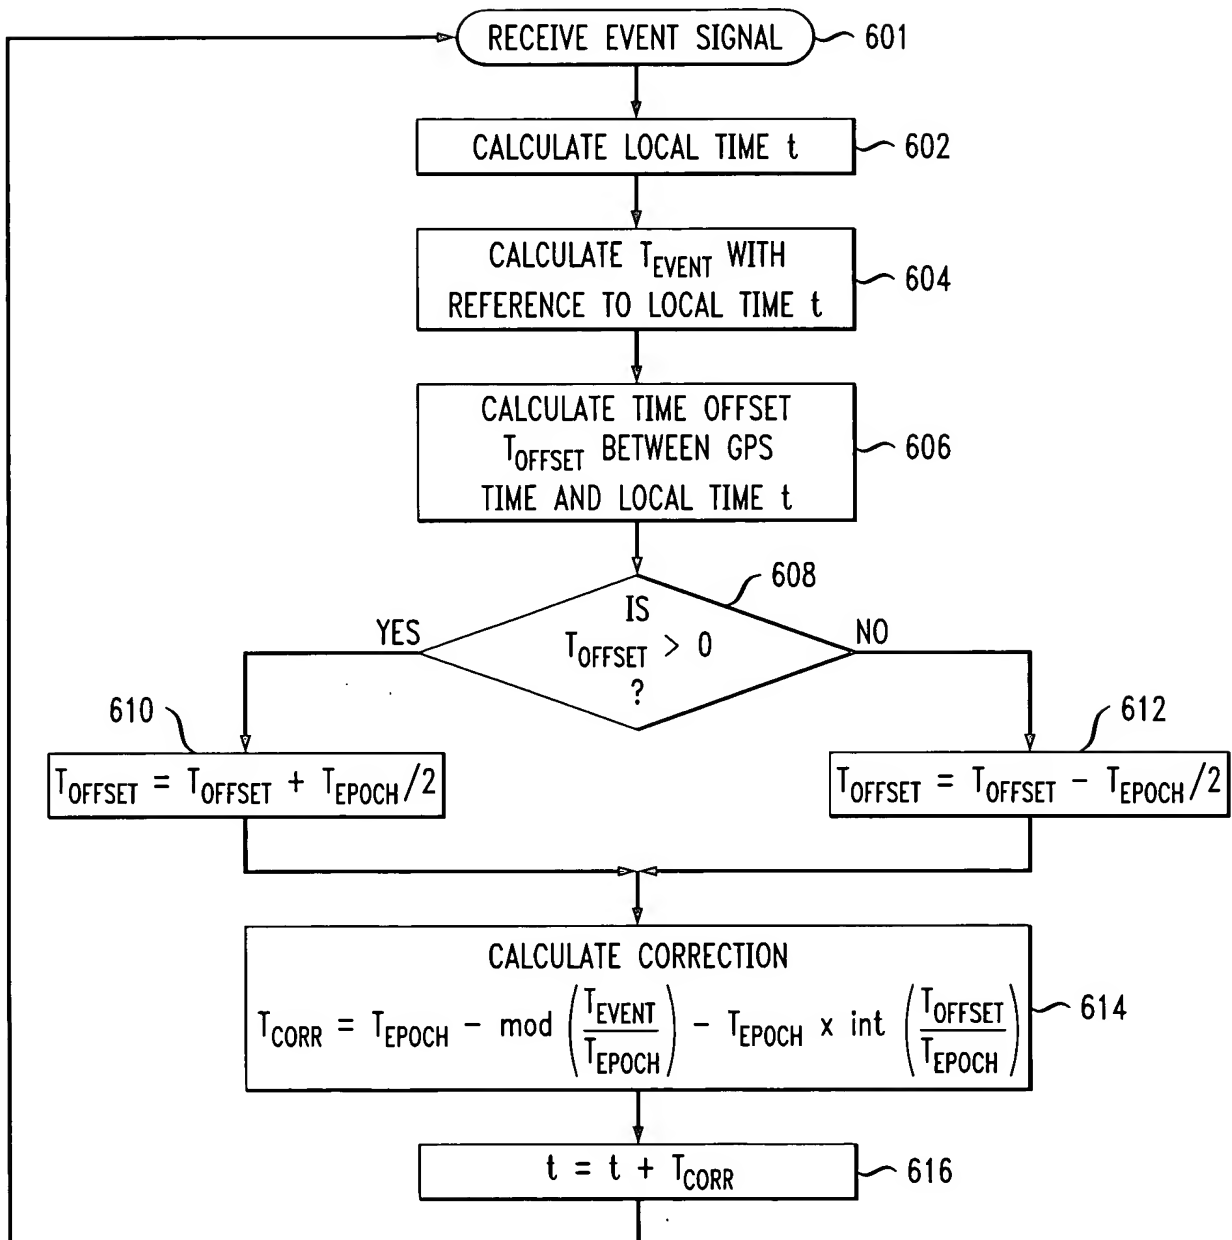 RECEIVE EVENT SIGNAL
601
CALCULATE LOCAL TIME t
602
CALCULATE T_EVENT WITH
REFERENCE TO LOCAL TIME t
604
CALCULATE TIME OFFSET
T_OFFSET BETWEEN GPS
TIME AND LOCAL TIME t
606
608
IS
T_OFFSET > 0
?
YES
NO
610
T_OFFSET = T_OFFSET + T_EPOCH/2
612
T_OFFSET = T_OFFSET - T_EPOCH/2
CALCULATE CORRECTION
T_CORR = T_EPOCH - mod (T_EVENT/T_EPOCH) - T_EPOCH x int (T_OFFSET/T_EPOCH)
614
t = t + T_CORR
616